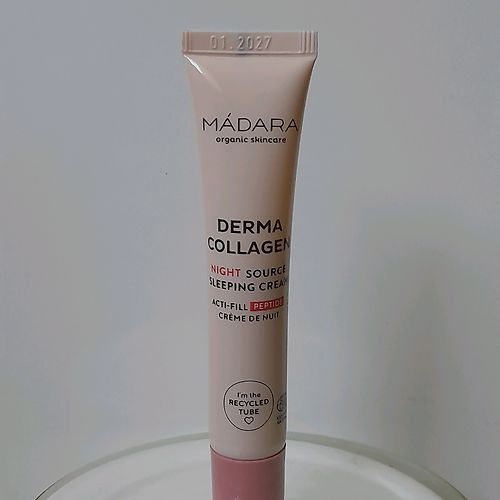 01.2027
MÁDARA
organic skincare
DERMA
COLLAGEN
NIGHT SOURCE
SLEEPING CREAM
ACTI-FILL PEPTIDE
CRÈME DE NUIT
I'm the
RECYCLED
TUBE